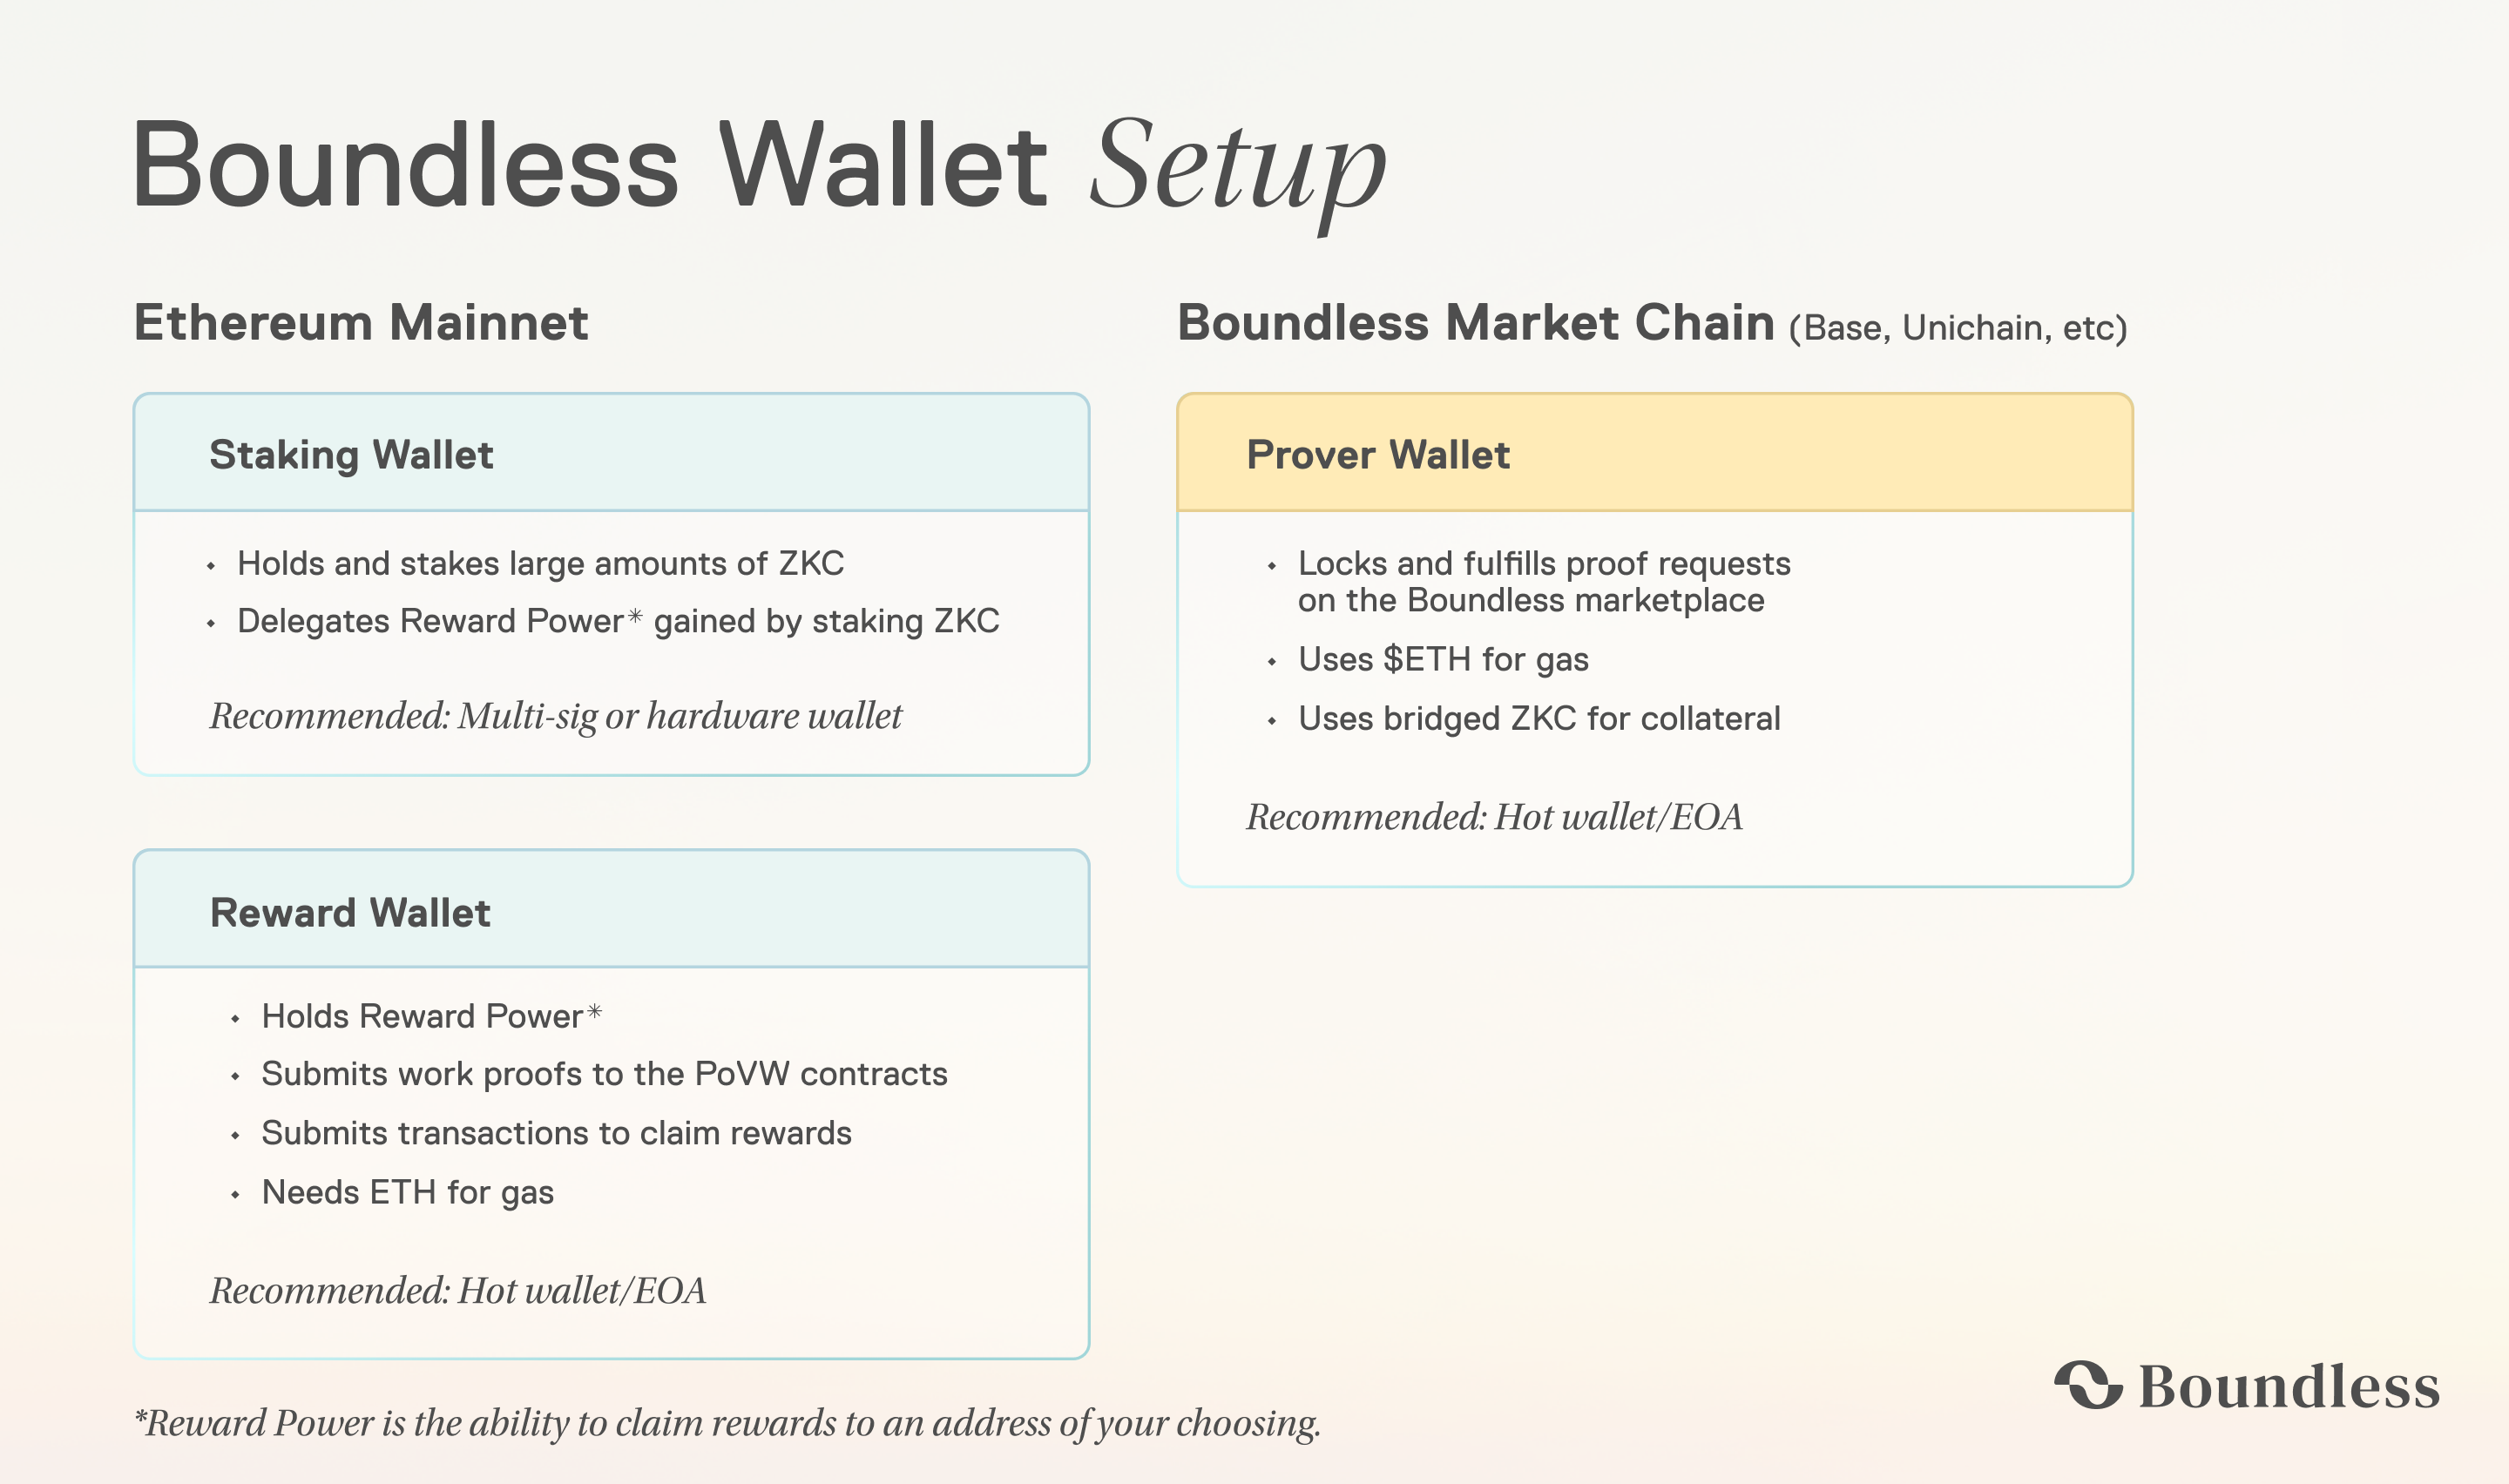 Boundless Wallet Setup
Ethereum Mainnet
Staking Wallet
Holds and stakes large amounts of ZKC
Delegates Reward Power* gained by staking ZKC
Recommended: Multi-sig or hardware wallet
Reward Wallet
Holds Reward Power*
Submits work proofs to the PoVW contracts
Submits transactions to claim rewards
Needs ETH for gas
Recommended: Hot wallet/EOA
*Reward Power is the ability to claim rewards to an address of your choosing.
Boundless Market Chain (Base, Unichain, etc)
Prover Wallet
Locks and fulfills proof requests
on the Boundless marketplace
Uses $ETH for gas
Uses bridged ZKC for collateral
Recommended: Hot wallet/EOA
Boundless